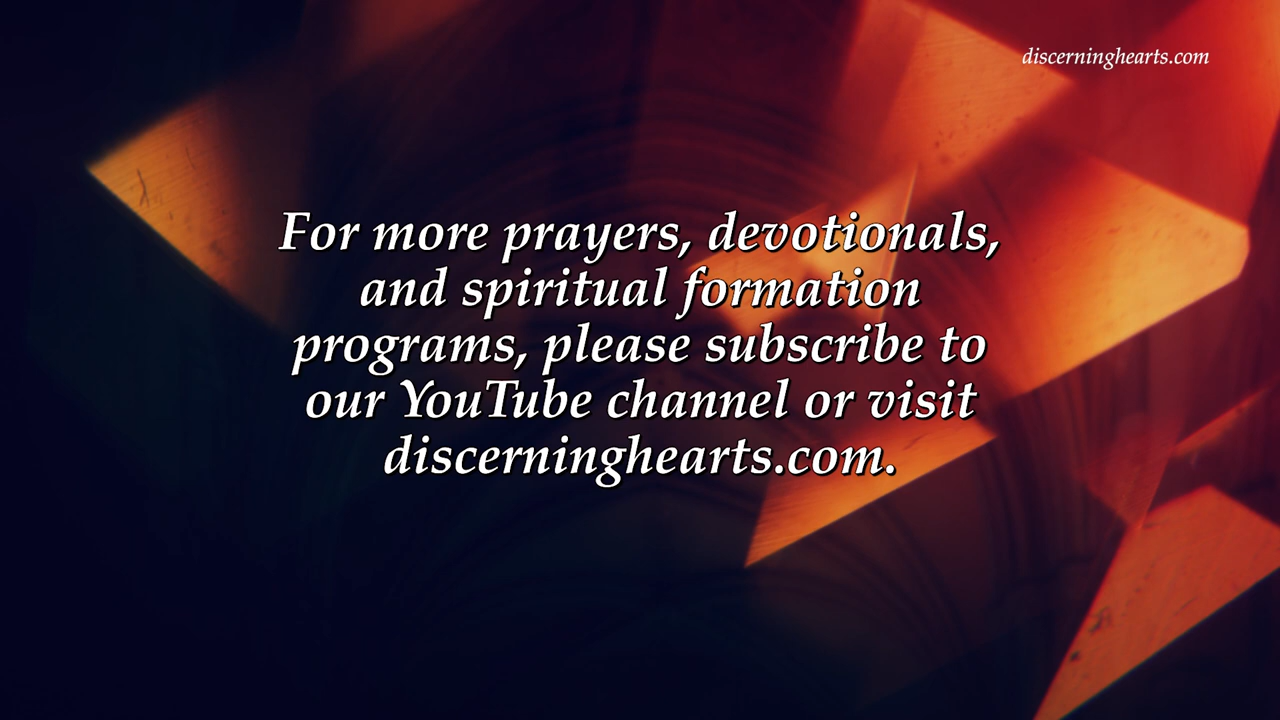 discerninghearts.com
For more prayers, devotionals,
and spiritual formation
programs, please subscribe to
our YouTube channel or visit
discerninghearts.com.